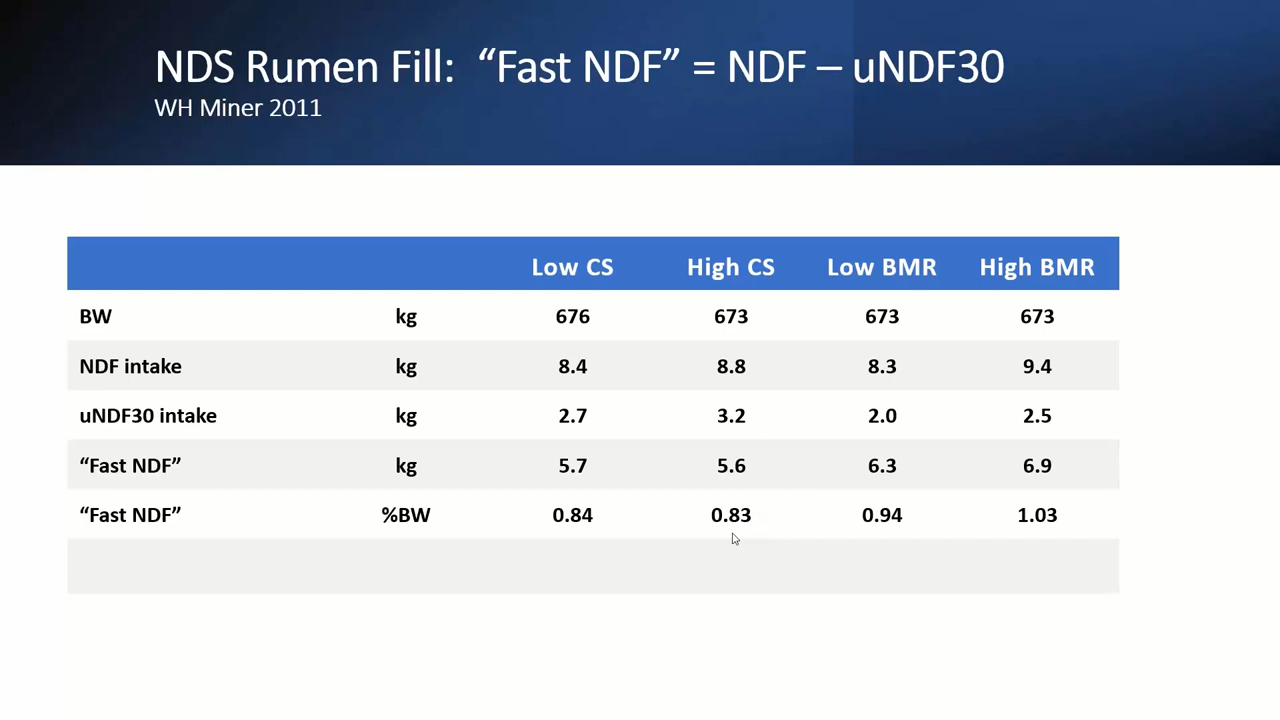 NDS Rumen Fill: “Fast NDF” = NDF – uNDF30
WH Miner 2011
Low CS High CS Low BMR High BMR
BW kg 676 673 673 673
NDF intake kg 8.4 8.8 8.3 9.4
uNDF30 intake kg 2.7 3.2 2.0 2.5
“Fast NDF” kg 5.7 5.6 6.3 6.9
“Fast NDF” %BW 0.84 0.83 0.94 1.03